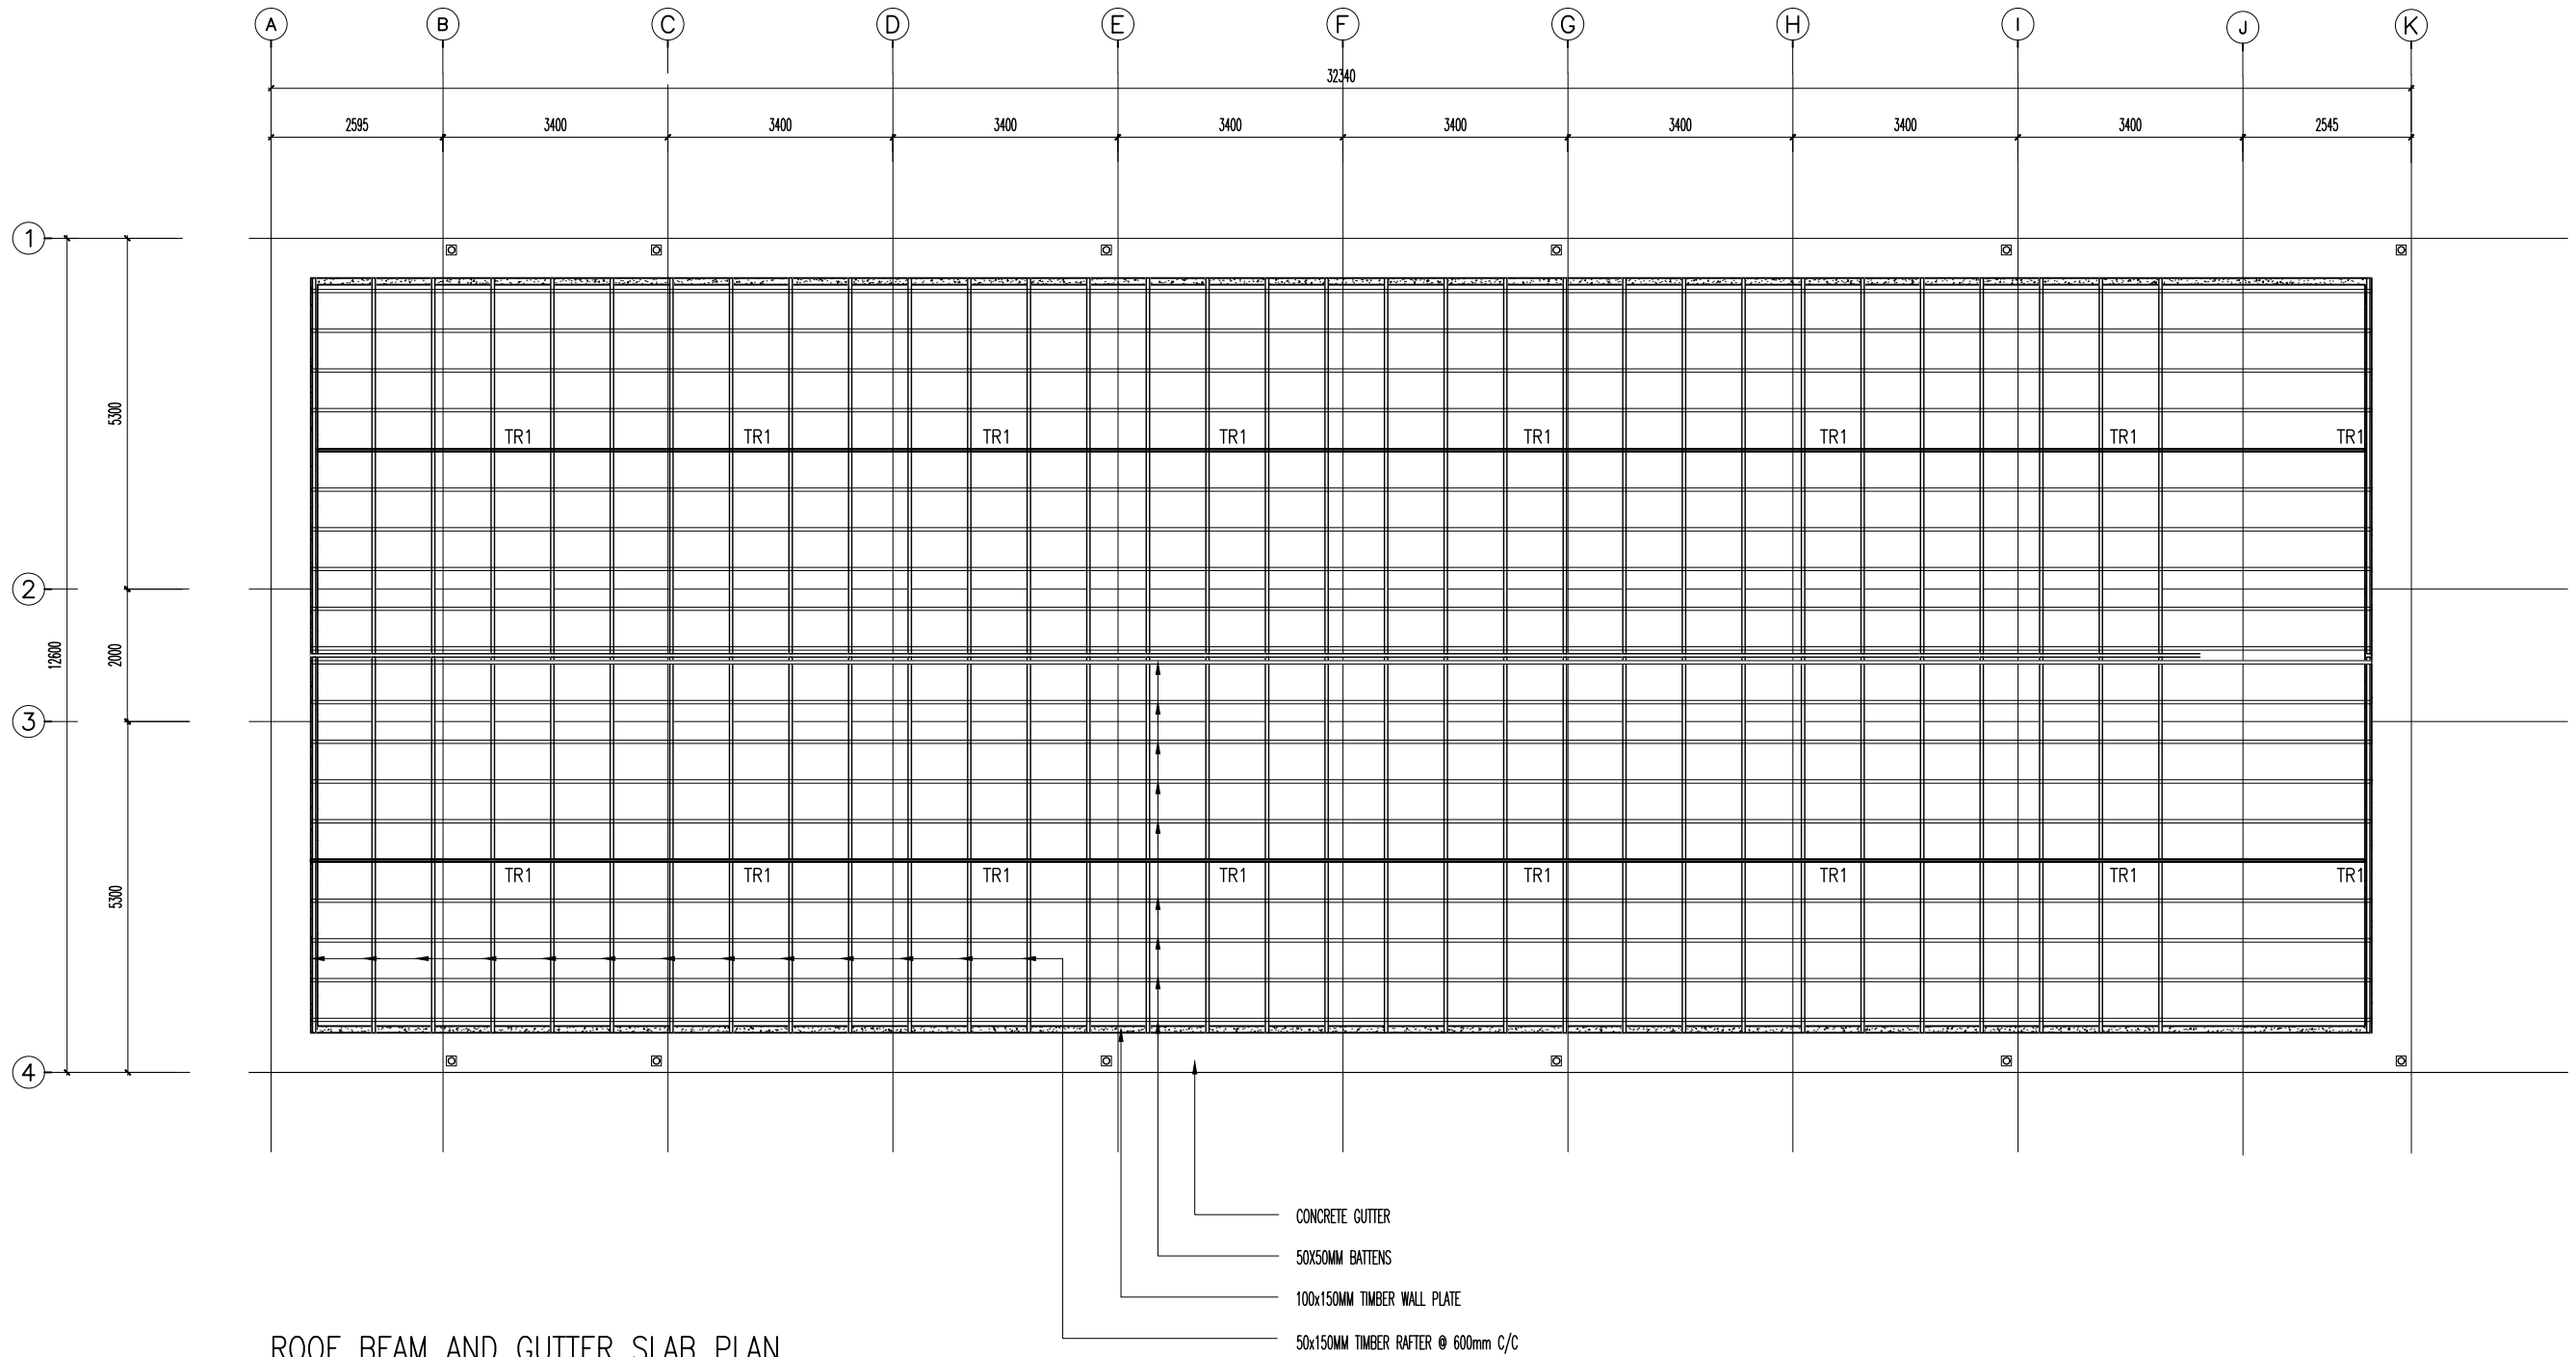 A B C D E F G H I J K
32340
2595 3400 3400 3400 3400 3400 3400 3400 3400 2545
1
5300
TR1 TR1 TR1 TR1 TR1 TR1 TR1 TR1
2
12600
2000
3
TR1 TR1 TR1 TR1 TR1 TR1 TR1 TR1
5300
4
CONCRETE GUTTER
50X50MM BATTENS
100x150MM TIMBER WALL PLATE
50x150MM TIMBER RAFTER @ 600mm C/C
ROOF BEAM AND GUTTER SLAB PLAN